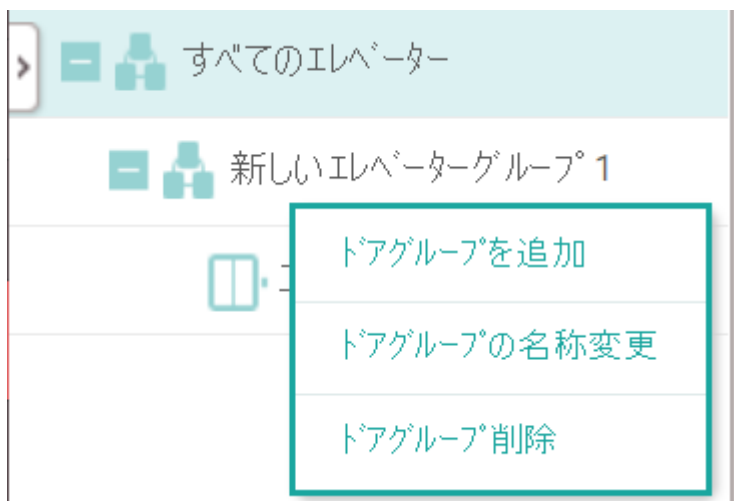 すべてのエレベーター
新しいエレベーターグループ 1
ドアグループを追加
ドアグループの名称変更
ドアグループ削除